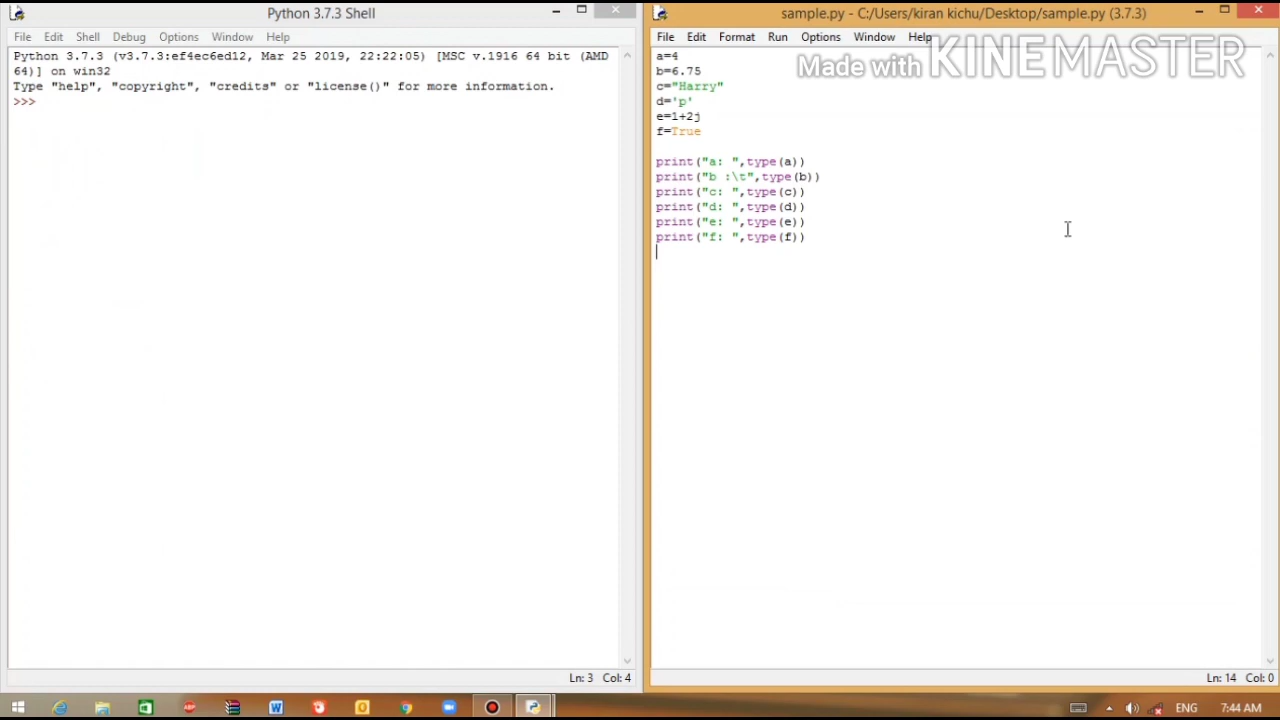 Python 3.7.3 Shell
File Edit Shell Debug Options Window Help
Python 3.7.3 (v3.7.3:ef4ec6ed12, Mar 25 2019, 22:22:05) [MSC v.1916 64 bit (AMD
64)] on win32
Type "help", "copyright", "credits" or "license()" for more information.
>>>
Ln: 3 Col: 4
sample.py - C:/Users/kiran kichu/Desktop/sample.py (3.7.3)
File Edit Format Run Options Window Help
Made with KINEMASTER
a=4
b=6.75
c="Harry"
d='p'
e=1+2j
f=True
print("a: ",type(a))
print("b :\t",type(b))
print("c: ",type(c))
print("d: ",type(d))
print("e: ",type(e))
print("f: ",type(f))
Ln: 14 Col: 0
ENG 7:44 AM